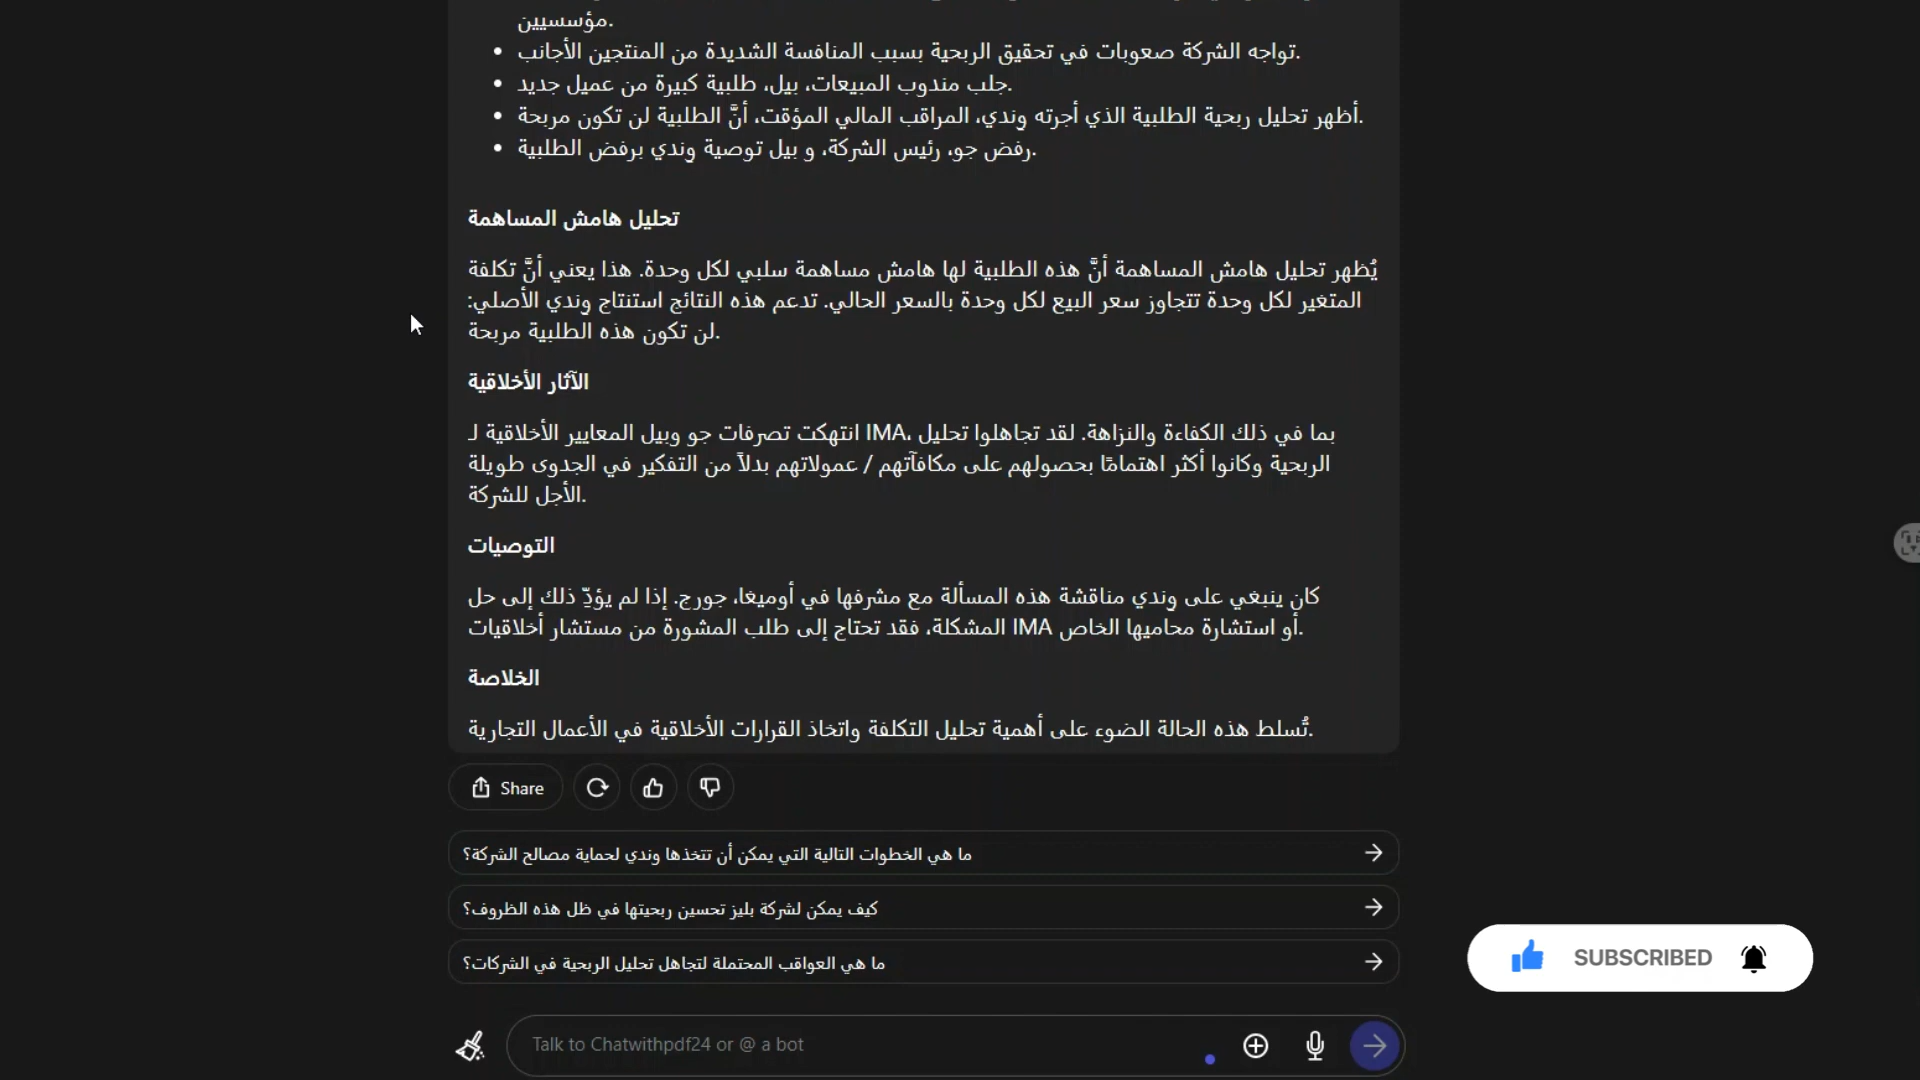 مؤسسيين.
تواجه الشركة صعوبات في تحقيق الربحية بسبب المنافسة الشديدة من المنتجين الأجانب.
جلب مندوب المبيعات، بيل، طلبية كبيرة من عميل جديد.
أظهر تحليل ربحية الطلبية الذي أجرته وندي، المراقب المالي المؤقت، أنَّ الطلبية لن تكون مربحة.
رفض جو، رئيس الشركة، و بيل توصية وندي برفض الطلبية.
تحليل هامش المساهمة
يُظهر تحليل هامش المساهمة أنَّ هذه الطلبية لها هامش مساهمة سلبي لكل وحدة. هذا يعني أنَّ تكلفة
المتغير لكل وحدة تتجاوز سعر البيع لكل وحدة بالسعر الحالي. تدعم هذه النتائج استنتاج وندي الأصلي:
لن تكون هذه الطلبية مربحة.
الآثار الأخلاقية
انتهكت تصرفات جو وبيل المعايير الأخلاقية لـ IMA، بما في ذلك الكفاءة والنزاهة. لقد تجاهلوا تحليل
الربحية وكانوا أكثر اهتمامًا بحصولهم على مكافآتهم / عمولاتهم بدلاً من التفكير في الجدوى طويلة
الأجل للشركة.
التوصيات
كان ينبغي على وندي مناقشة هذه المسألة مع مشرفها في أوميغا، جورج. إذا لم يؤدِّ ذلك إلى حل
المشكلة، فقد تحتاج إلى طلب المشورة من مستشار أخلاقيات IMA أو استشارة محاميها الخاص.
الخلاصة
تُسلط هذه الحالة الضوء على أهمية تحليل التكلفة واتخاذ القرارات الأخلاقية في الأعمال التجارية.
Share
ما هي الخطوات التالية التي يمكن أن تتخذها وندي لحماية مصالح الشركة؟
كيف يمكن لشركة بليز تحسين ربحيتها في ظل هذه الظروف؟
ما هي العواقب المحتملة لتجاهل تحليل الربحية في الشركات؟
SUBSCRIBED
Talk to Chatwithpdf24 or @ a bot